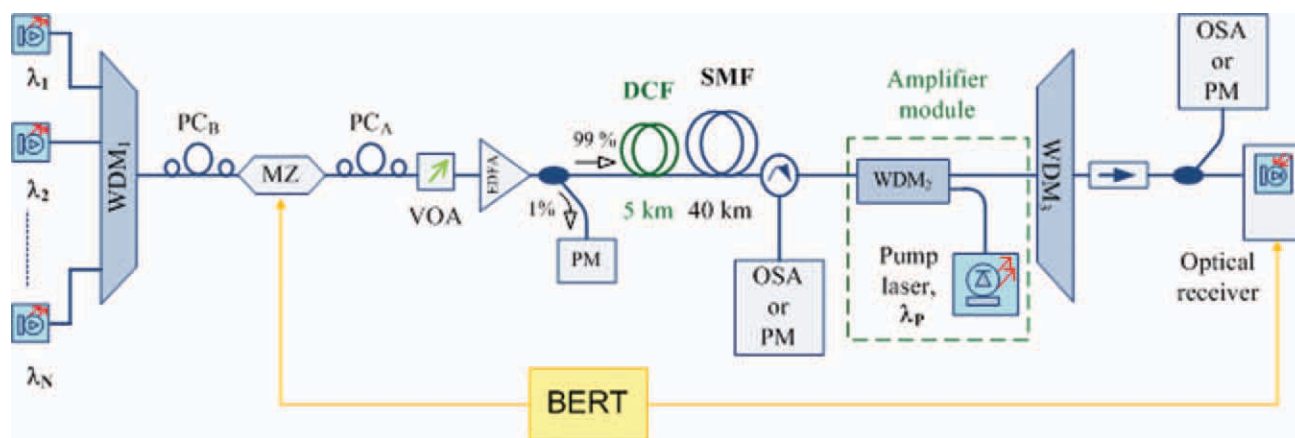 λ₁
λ₂
λN
WDM₁
PCB
MZ
PCA
VOA
EDFA
99 %
1%
PM
DCF
5 km
SMF
40 km
OSA
or
PM
Amplifier
module
WDM₂
Pump
laser,
λP
WDM₃
OSA
or
PM
Optical
receiver
BERT